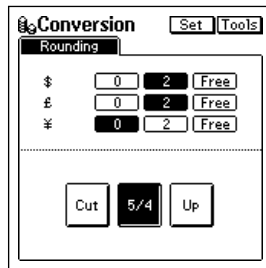 Conversion Set Tools
Rounding
$ 0 2 Free
£ 0 2 Free
¥ 0 2 Free
Cut 5/4 Up